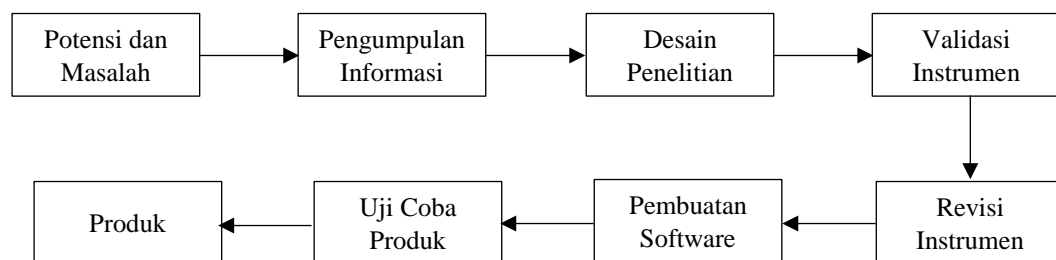 Potensi dan
Masalah
Pengumpulan
Informasi
Desain
Penelitian
Validasi
Instrumen
Revisi
Instrumen
Pembuatan
Software
Uji Coba
Produk
Produk